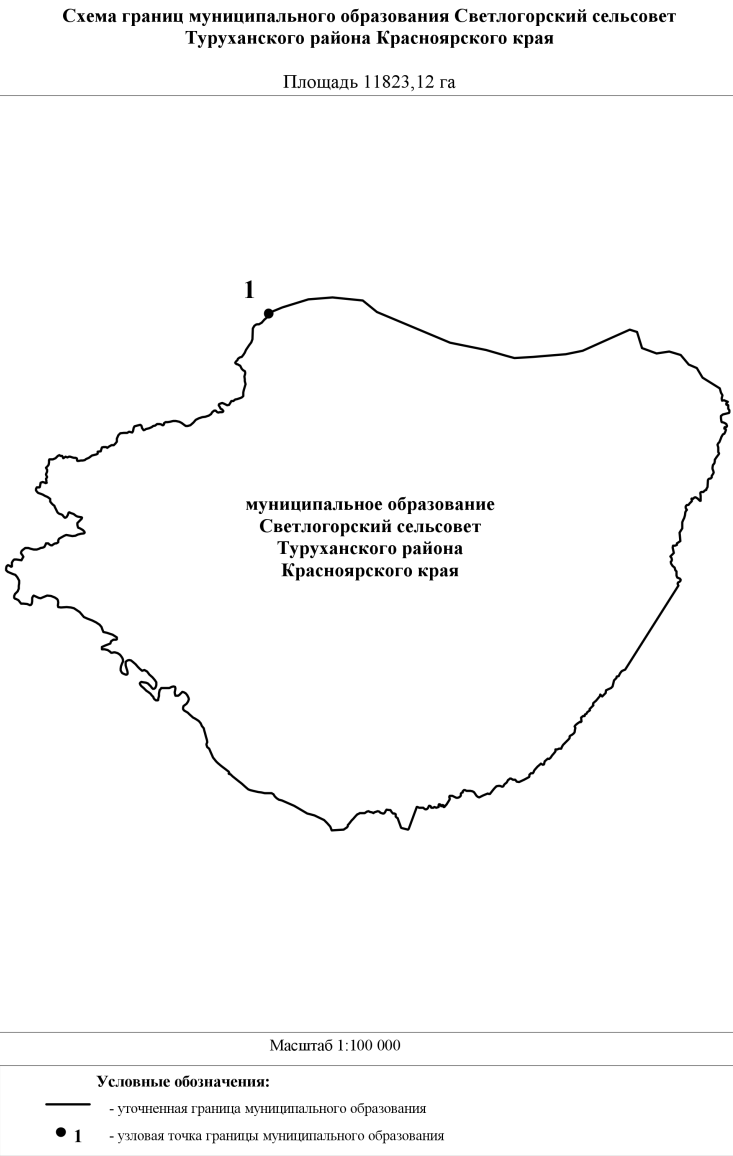 Схема границ муниципального образования Светлогорский сельсовет
Туруханского района Красноярского края
Площадь 11823,12 га
1
муниципальное образование
Светлогорский сельсовет
Туруханского района
Красноярского края
Масштаб 1:100 000
Условные обозначения:
- уточненная граница муниципального образования
1 - узловая точка границы муниципального образования